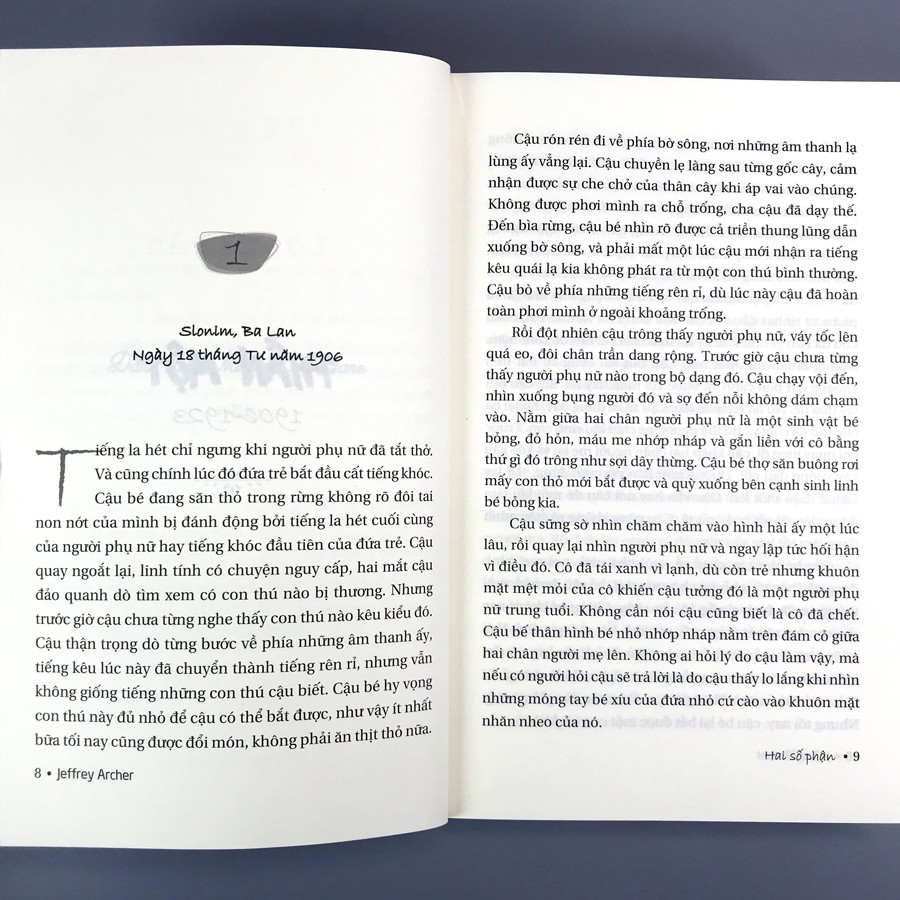 1
Slonim, Ba Lan
Ngày 18 tháng Tư năm 1906
Tiếng la hét chỉ ngưng khi người phụ nữ đã tắt thở.
Và cũng chính lúc đó đứa trẻ bắt đầu cất tiếng khóc.
Cậu bé đang săn thỏ trong rừng không rõ đôi tai
non nớt của mình bị đánh động bởi tiếng la hét cuối cùng
của người phụ nữ hay tiếng khóc đầu tiên của đứa trẻ. Cậu
quay ngoắt lại, linh tính có chuyện nguy cấp, hai mắt cậu
đảo quanh dò tìm xem có con thú nào bị thương. Nhưng
trước giờ cậu chưa từng nghe thấy con thú nào kêu kiểu đó.
Cậu thận trọng dò từng bước về phía những âm thanh ấy,
tiếng kêu lúc này đã chuyển thành tiếng rên rỉ, nhưng vẫn
không giống tiếng những con thú cậu biết. Cậu bé hy vọng
con thú này đủ nhỏ để cậu có thể bắt được, như vậy ít nhất
bữa tối nay cũng được đổi món, không phải ăn thịt thỏ nữa.
8 • Jeffrey Archer
Cậu rón rén đi về phía bờ sông, nơi những âm thanh lạ
lùng ấy vẳng lại. Cậu chuyền lẹ làng sau từng gốc cây, cảm
nhận được sự che chở của thân cây khi áp vai vào chúng.
Không được phơi mình ra chỗ trống, cha cậu đã dạy thế.
Đến bìa rừng, cậu bé nhìn rõ được cả triền thung lũng dẫn
xuống bờ sông, và phải mất một lúc cậu mới nhận ra tiếng
kêu quái lạ kia không phát ra từ một con thú bình thường.
Cậu bò về phía những tiếng rên rỉ, dù lúc này cậu đã hoàn
toàn phơi mình ở ngoài khoảng trống.
Rồi đột nhiên cậu trông thấy người phụ nữ, váy tốc lên
quá eo, đôi chân trần dang rộng. Trước giờ cậu chưa từng
thấy người phụ nữ nào trong bộ dạng đó. Cậu chạy vội đến,
nhìn xuống bụng người đó và sợ đến nỗi không dám chạm
vào. Nằm giữa hai chân người phụ nữ là một sinh vật bé
bỏng, đỏ hỏn, máu me nhớp nháp và gắn liền với cô bằng
thứ gì đó trông như sợi dây thừng. Cậu bé thợ săn buông rơi
mấy con thỏ mới bắt được và quỳ xuống bên cạnh sinh linh
bé bỏng kia.
Cậu sững sờ nhìn chăm chăm vào hình hài ấy một lúc
lâu, rồi quay lại nhìn người phụ nữ và ngay lập tức hối hận
vì điều đó. Cô đã tái xanh vì lạnh, dù còn trẻ nhưng khuôn
mặt mệt mỏi của cô khiến cậu tưởng đó là một người phụ
nữ trung tuổi. Không cần nói cậu cũng biết là cô đã chết.
Cậu bế thân hình bé nhỏ nhớp nháp nằm trên đám cỏ giữa
hai chân người mẹ lên. Không ai hỏi lý do cậu làm vậy, mà
nếu có người hỏi cậu sẽ trả lời là do cậu thấy lo lắng khi nhìn
những móng tay bé xíu của đứa nhỏ cứ cào vào khuôn mặt
nhăn nheo của nó.
Hai số phận • 9